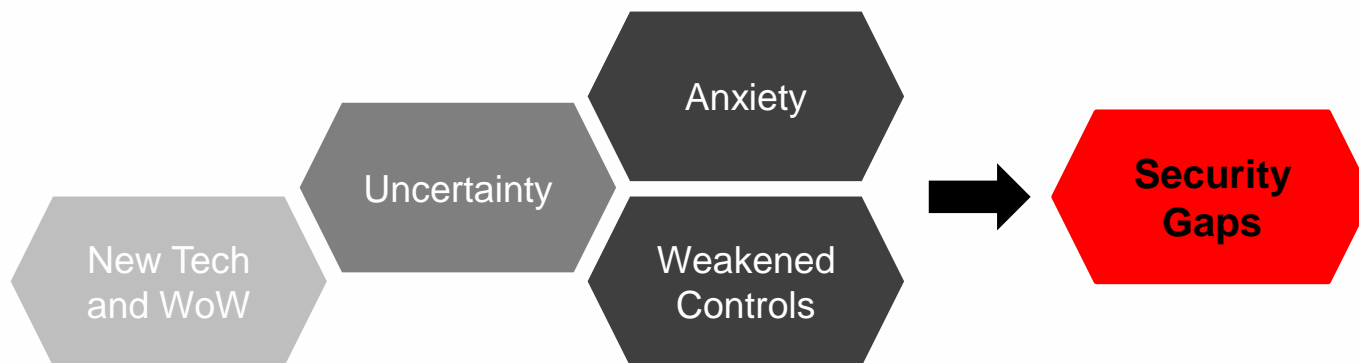 New Tech
and WoW
Uncertainty
Anxiety
Weakened
Controls
Security
Gaps